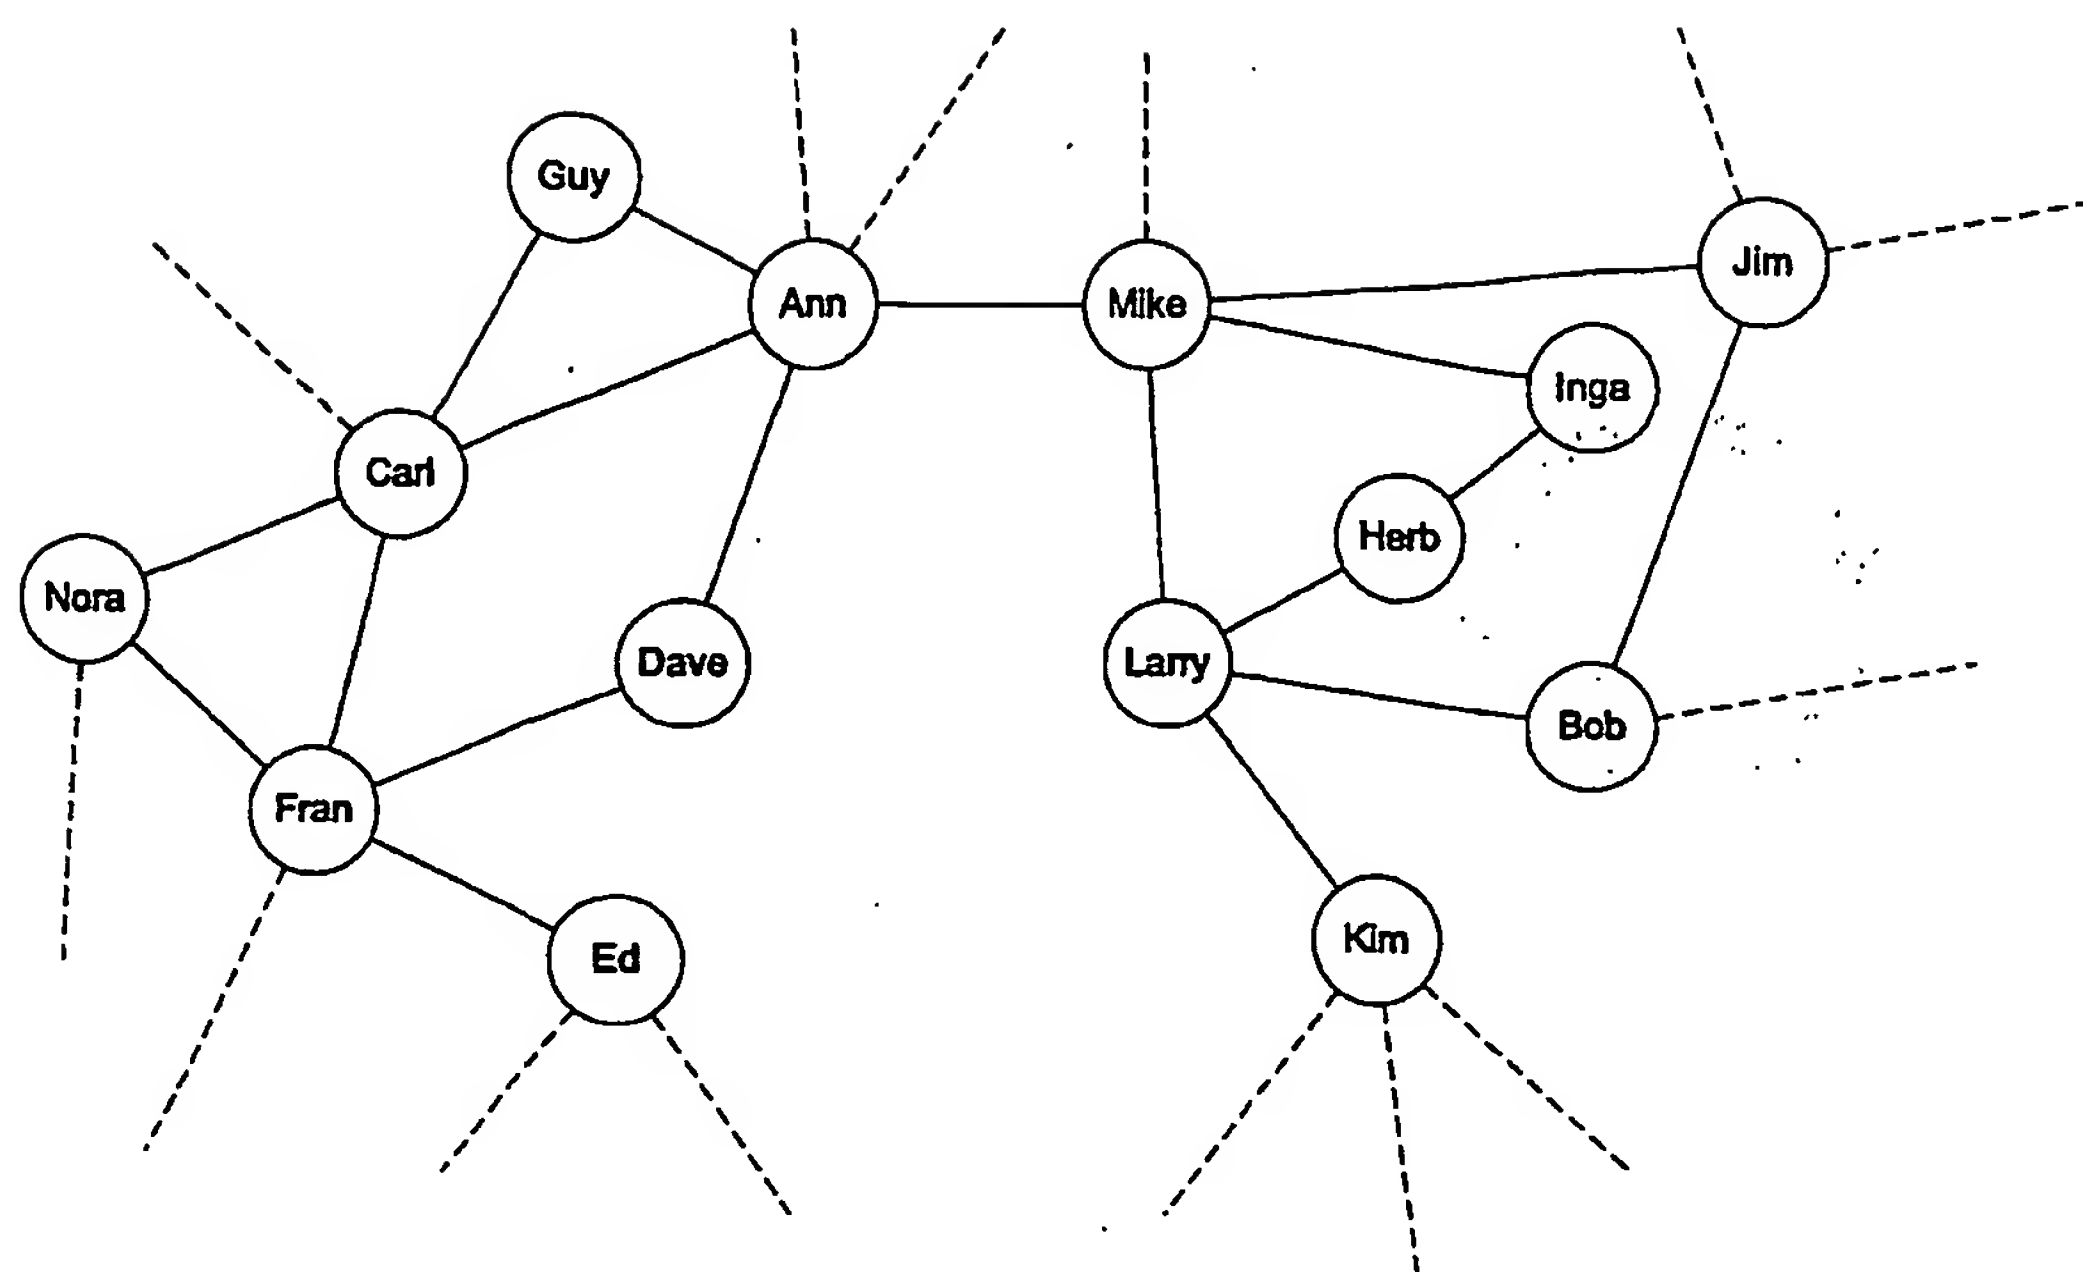 Guy
Ann
Mike
Jim
Inga
Carl
Herb
Nora
Dave
Larry
Bob
Fran
Ed
Kim